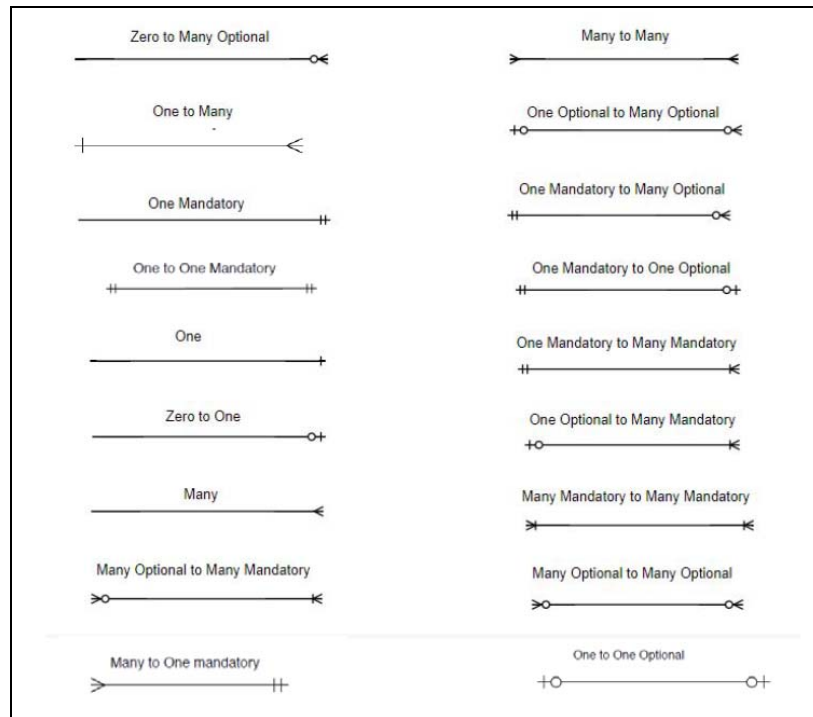 Zero to Many Optional
Many to Many
One to Many
One Optional to Many Optional
One Mandatory
One Mandatory to Many Optional
One to One Mandatory
One Mandatory to One Optional
One
One Mandatory to Many Mandatory
Zero to One
One Optional to Many Mandatory
Many
Many Mandatory to Many Mandatory
Many Optional to Many Mandatory
Many Optional to Many Optional
Many to One mandatory
One to One Optional